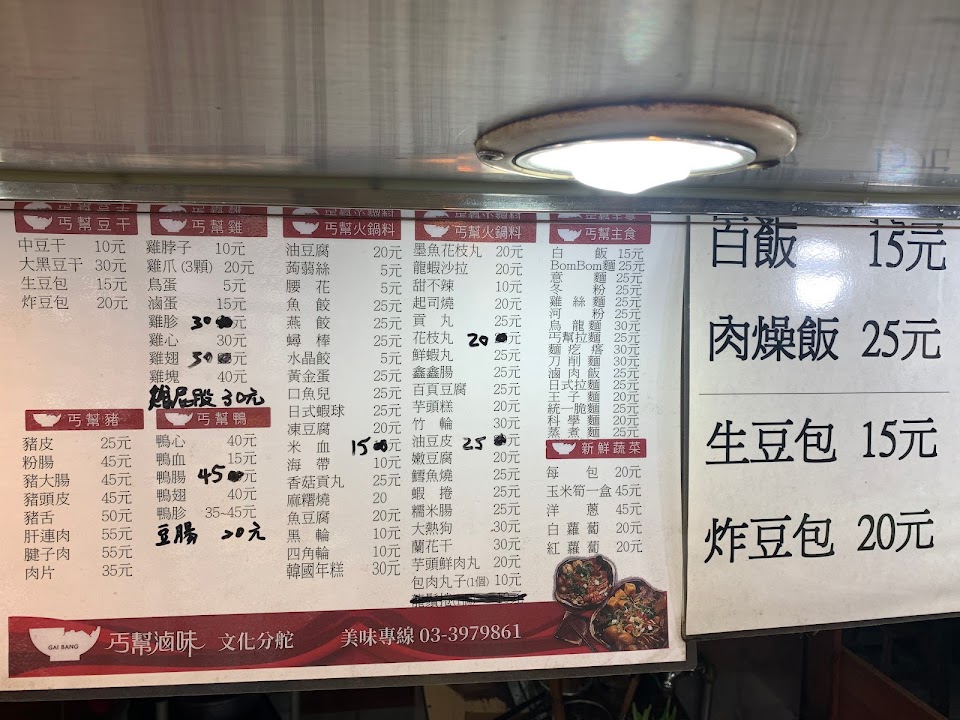 丐幫豆干
中豆干 10元
大黑豆干 30元
生豆包 15元
炸豆包 20元
丐幫豬
豬皮 25元
粉腸 45元
豬大腸 45元
豬頭皮 45元
豬舌 50元
肝連肉 55元
腱子肉 55元
肉片 35元
丐幫雞
雞脖子 10元
雞爪(3顆) 20元
鳥蛋 5元
滷蛋 15元
雞胗 30元
雞心 30元
雞翅 50元
雞塊 40元
雞屁股 30元
丐幫鴨
鴨心 40元
鴨血 15元
鴨腸 45元
鴨翅 40元
鴨胗 35~45元
豆腸 20元
丐幫火鍋料
油豆腐 20元
蒟蒻絲 5元
腰花 5元
魚餃 25元
燕餃 25元
蟳棒 25元
水晶餃 5元
黃金蛋 25元
口魚兒 25元
日式蝦球 25元
凍豆腐 20元
米血 15元
海帶 10元
香菇貢丸 25元
麻糬燒 20
魚豆腐 20元
黑輪 10元
四角輪 10元
韓國年糕 30元
丐幫火鍋料
墨魚花枝丸 20元
龍蝦沙拉 20元
甜不辣 10元
起司燒 20元
貢丸 25元
花枝丸 20元
鮮蝦丸 25元
鑫鑫腸 25元
百頁豆腐 25元
芋頭糕 20元
竹輪 30元
油豆皮 25元
嫩豆腐 20元
鱈魚燒 25元
蝦捲 25元
糯米腸 25元
大熱狗 30元
蘭花干 30元
芋頭鮮肉丸 20元
包肉丸子(1個) 10元
丐幫主食
白飯 15元
BomBom麵 25元
意麵 25元
冬粉 25元
雞絲麵 25元
河粉 25元
烏龍麵 30元
丐幫拉麵 25元
麵疙瘩 30元
刀削麵 30元
滷肉飯 25元
日式拉麵 25元
王子麵 20元
統一脆麵 25元
科學麵 20元
蒸煮麵 25元
新鮮蔬菜
每包 20元
玉米筍一盒 45元
洋蔥 45元
白蘿蔔 20元
紅蘿蔔 20元
GAI BANG
丐幫滷味 文化分舵 美味專線 03-3979861
白飯 15元
肉燥飯 25元
生豆包 15元
炸豆包 20元